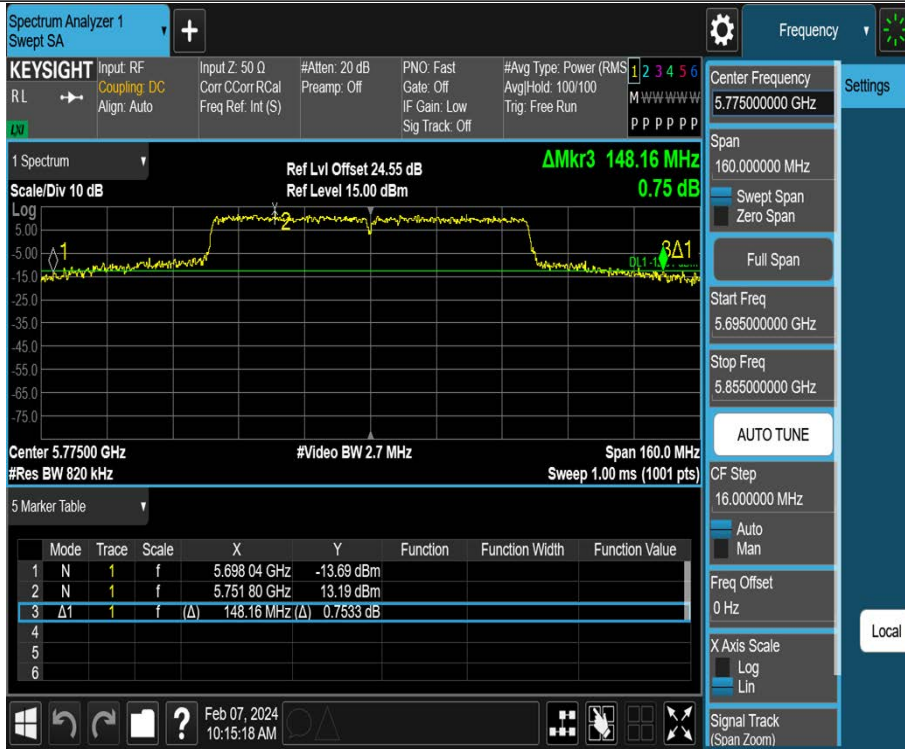 Spectrum Analyzer 1
Swept SA
+
Frequency
KEYSIGHT
RL
LXI
Input: RF
Coupling: DC
Align: Auto
Input Z: 50 Ω
Corr CCorr RCal
Freq Ref: Int (S)
#Atten: 20 dB
Preamp: Off
PNO: Fast
Gate: Off
IF Gain: Low
Sig Track: Off
#Avg Type: Power (RMS
Avg|Hold: 100/100
Trig: Free Run
1 2 3 4 5 6
M W W W W W
P P P P P P
1 Spectrum
Scale/Div 10 dB
Ref Lvl Offset 24.55 dB
Ref Level 15.00 dBm
ΔMkr3 148.16 MHz
0.75 dB
Log
5.00
-5.00
-15.0
-25.0
-35.0
-45.0
-55.0
-65.0
-75.0
1
2
3Δ1
Center 5.77500 GHz
#Res BW 820 kHz
#Video BW 2.7 MHz
Span 160.0 MHz
Sweep 1.00 ms (1001 pts)
5 Marker Table
Mode Trace Scale X Y Function Function Width Function Value
1 N 1 f 5.698 04 GHz -13.69 dBm
2 N 1 f 5.751 80 GHz 13.19 dBm
3 Δ1 1 f (Δ) 148.16 MHz (Δ) 0.7533 dB
4
5
6
?
Feb 07, 2024
10:15:18 AM
Center Frequency
5.775000000 GHz
Span
160.000000 MHz
Swept Span
Zero Span
Full Span
Start Freq
5.695000000 GHz
Stop Freq
5.855000000 GHz
AUTO TUNE
CF Step
16.000000 MHz
Auto
Man
Freq Offset
0 Hz
X Axis Scale
Log
Lin
Signal Track
(Span Zoom)
Settings
Local